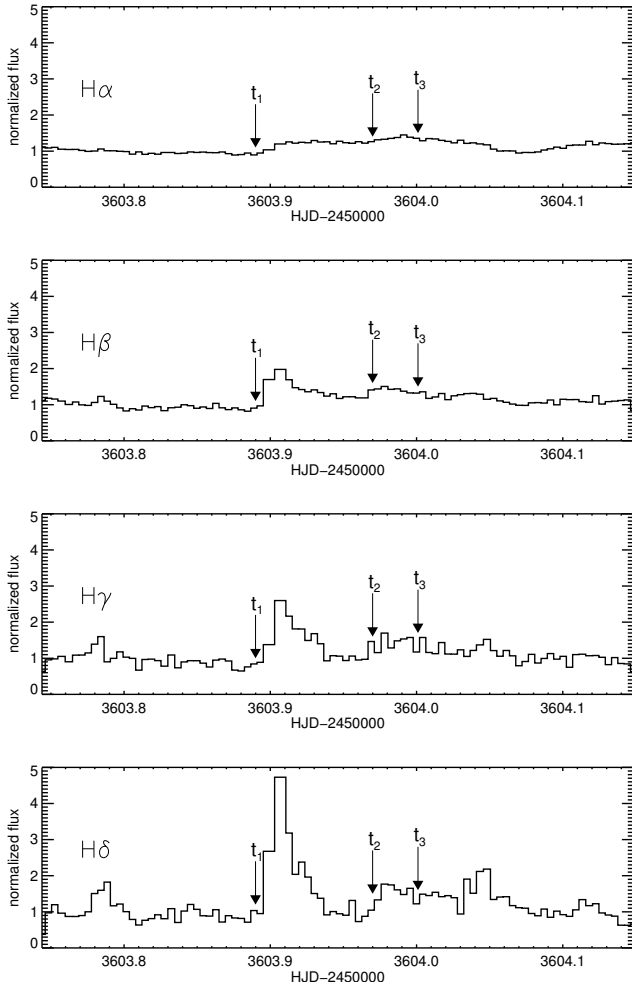 5
4
3
2
1
0
normalized flux
Hα
t1
t2
t3
3603.8 3603.9 3604.0 3604.1
HJD−2450000
5
4
3
2
1
0
normalized flux
Hβ
t1
t2
t3
3603.8 3603.9 3604.0 3604.1
HJD−2450000
5
4
3
2
1
0
normalized flux
Hγ
t1
t2
t3
3603.8 3603.9 3604.0 3604.1
HJD−2450000
5
4
3
2
1
0
normalized flux
Hδ
t1
t2
t3
3603.8 3603.9 3604.0 3604.1
HJD−2450000